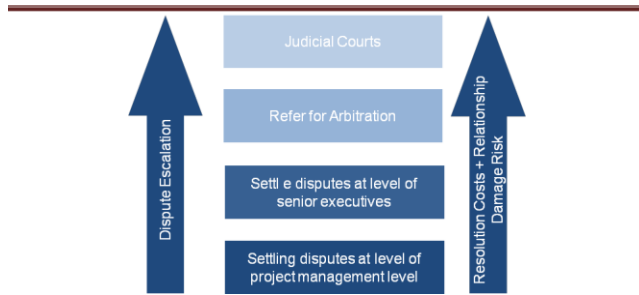 Judicial Courts
Refer for Arbitration
Settl e disputes at level of
senior executives
Settling disputes at level of
project management level
Dispute Escalation
Resolution Costs + Relationship
Damage Risk